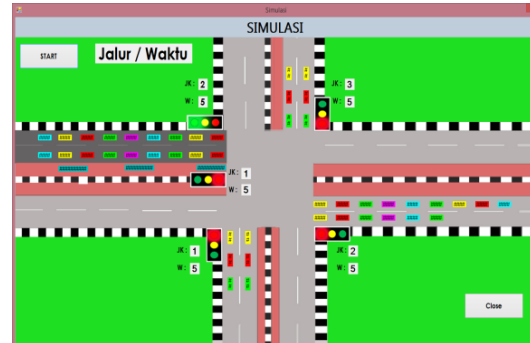 Simulasi
SIMULASI
START
Jalur / Waktu
JK: 2
W: 5
JK: 3
W: 5
JK: 1
W: 5
JK: 1
W: 5
JK: 2
W: 5
Close